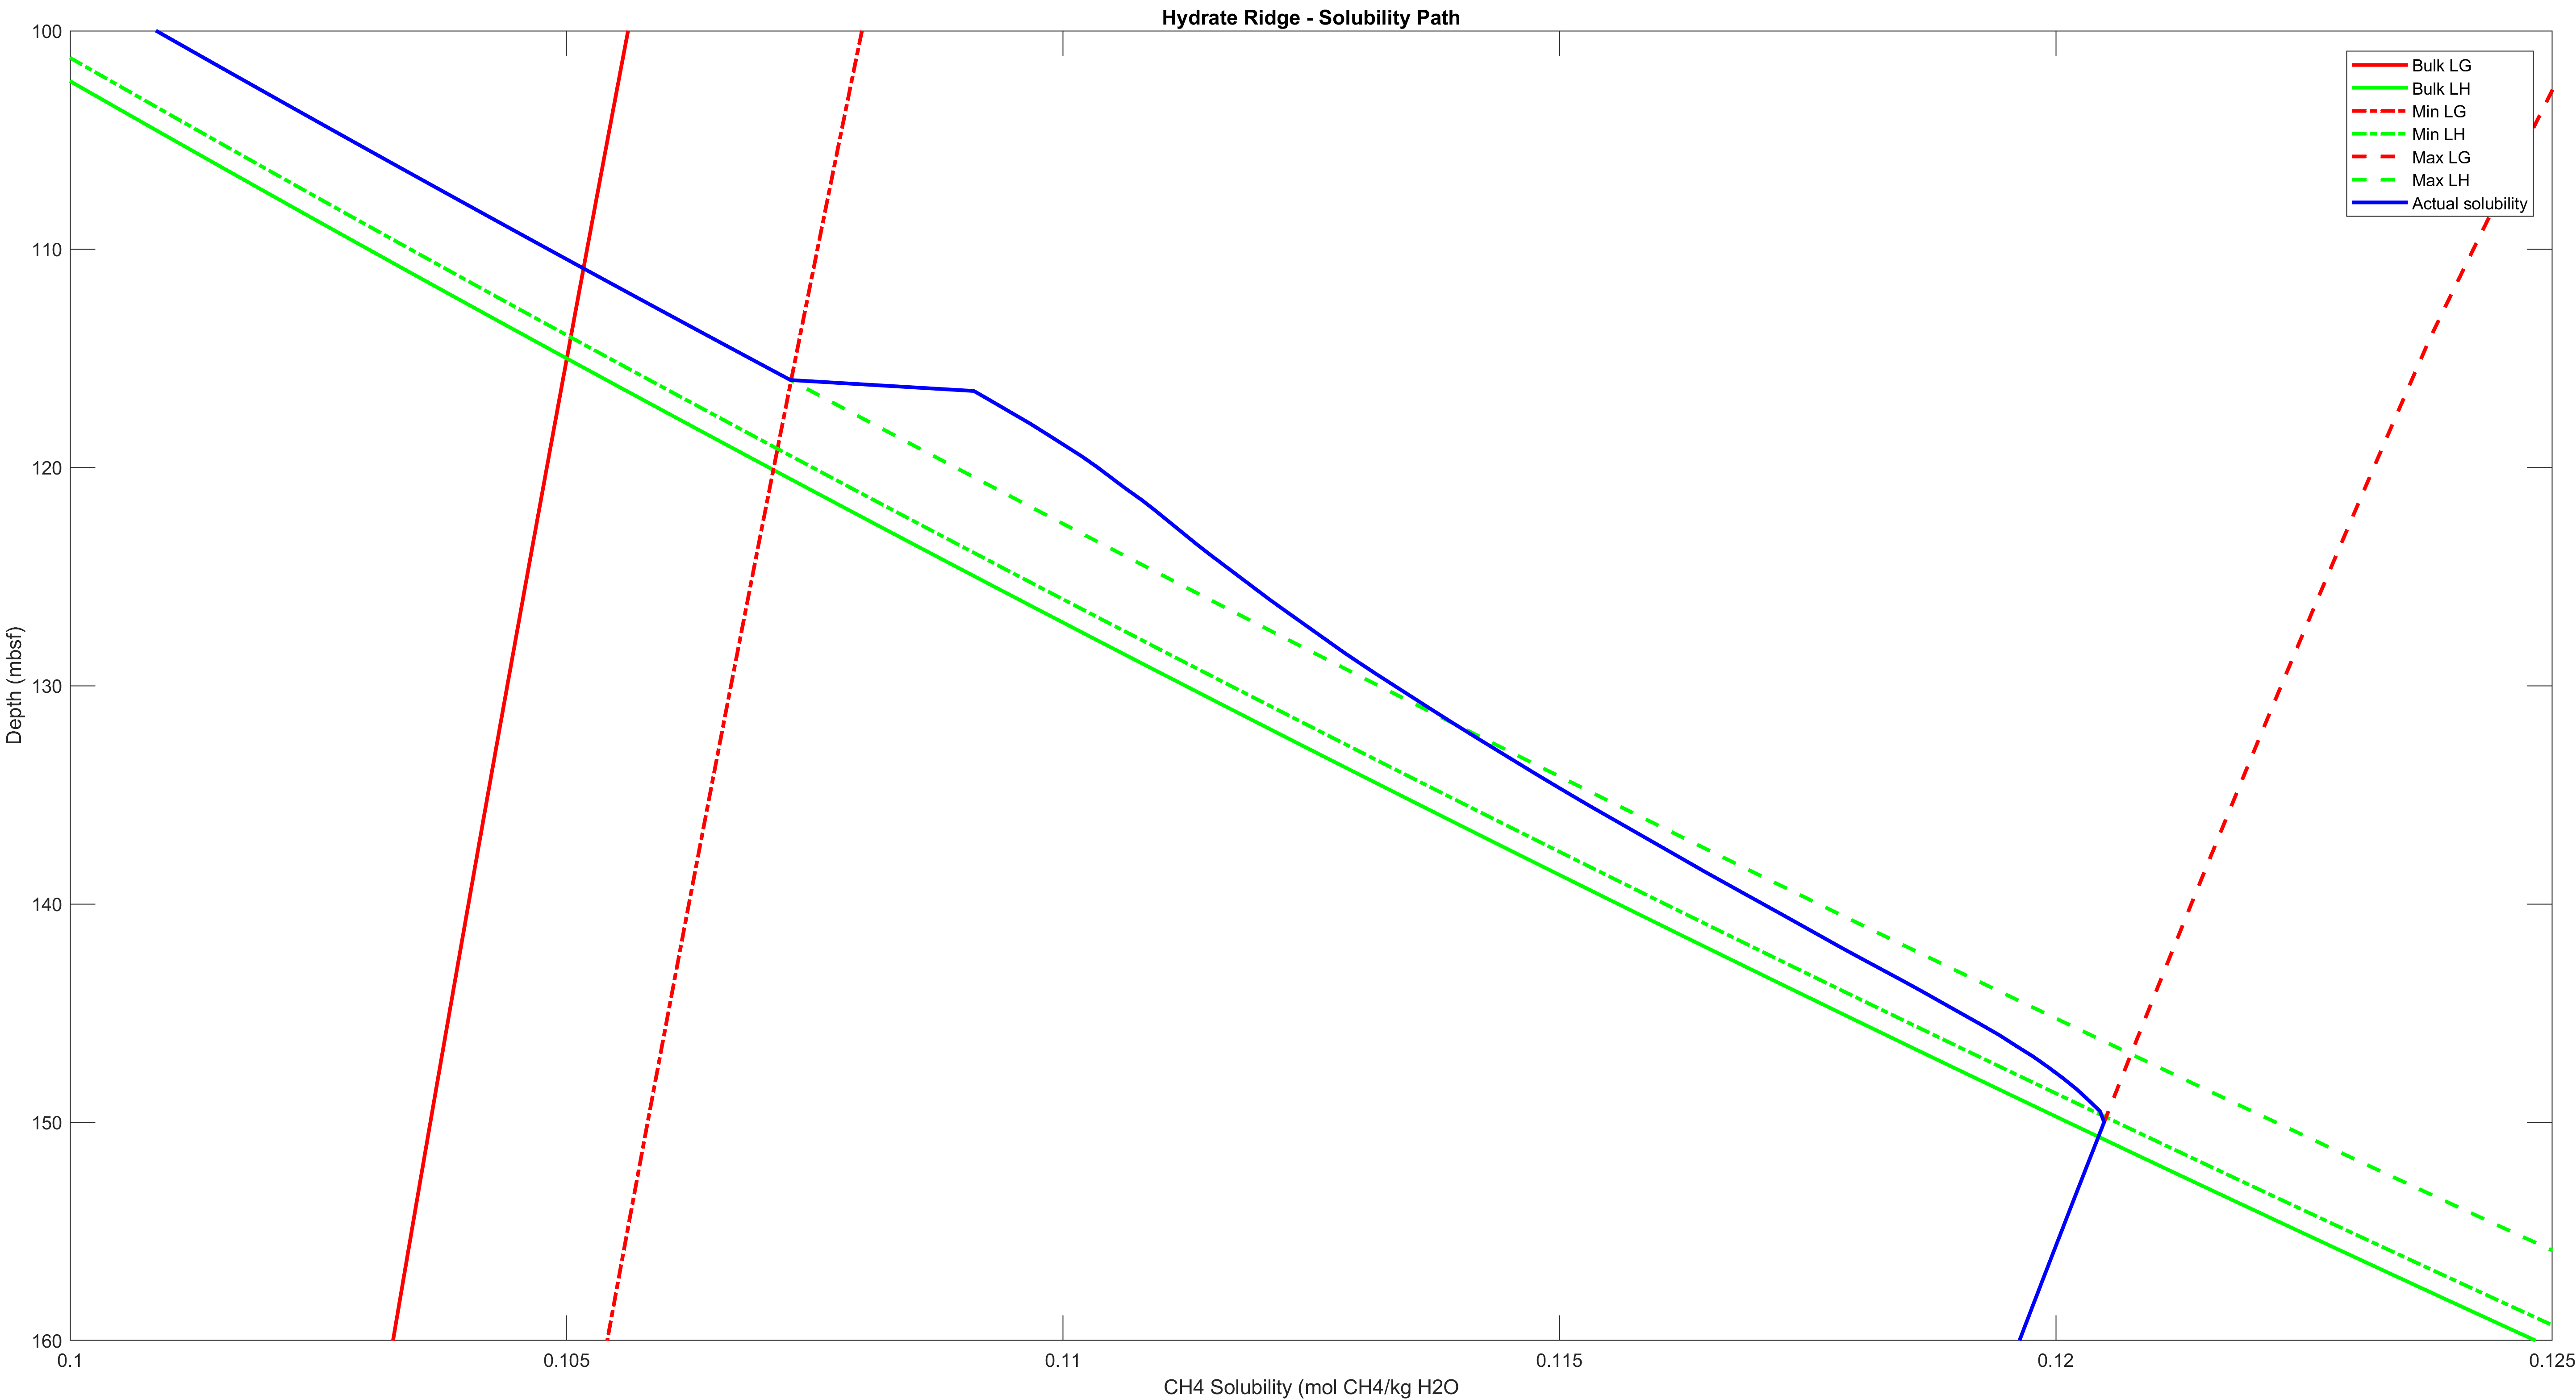 Hydrate Ridge - Solubility Path
100
110
120
130
140
150
160
Depth (mbsf)
Bulk LG
Bulk LH
Min LG
Min LH
Max LG
Max LH
Actual solubility
0.1
0.105
0.11
0.115
0.12
0.125
CH4 Solubility (mol CH4/kg H2O